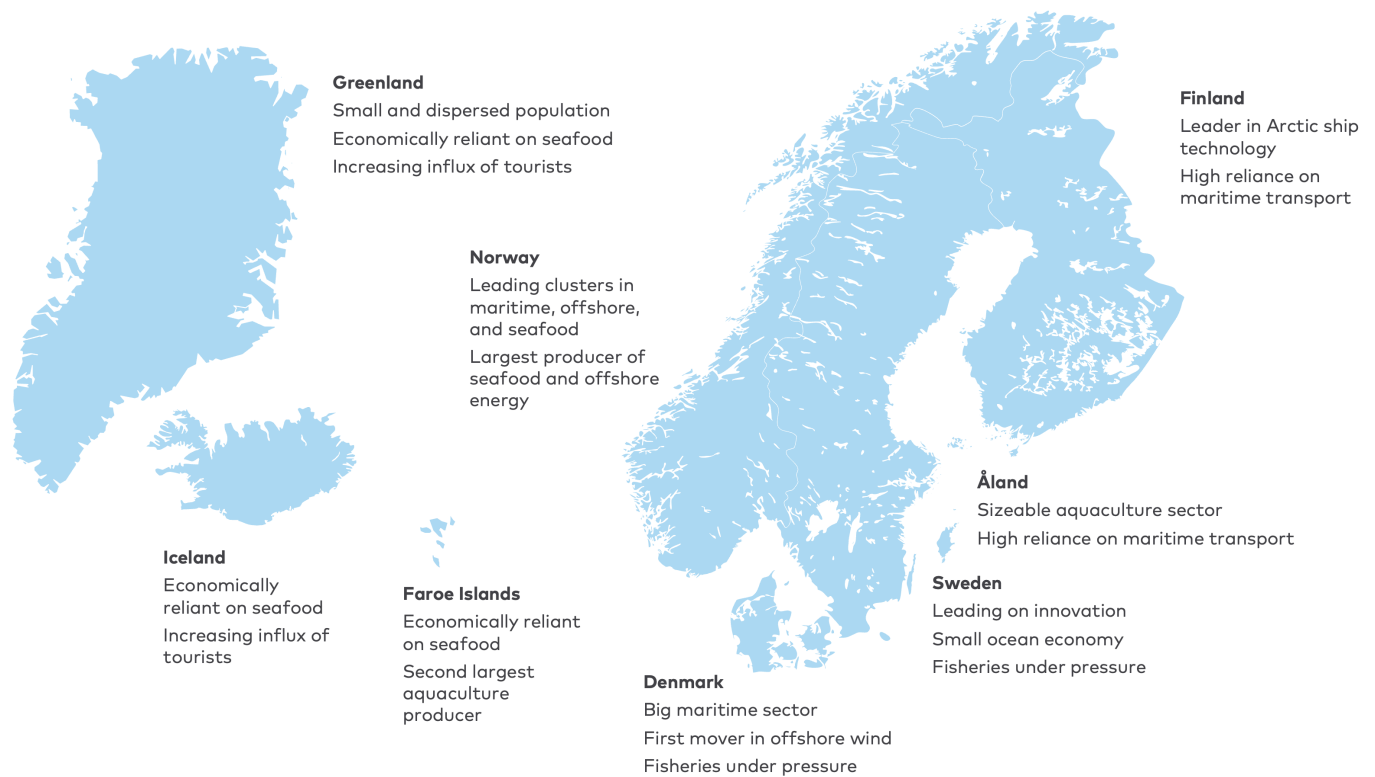 Greenland
Small and dispersed population
Economically reliant on seafood
Increasing influx of tourists
Finland
Leader in Arctic ship
technology
High reliance on
maritime transport
Norway
Leading clusters in
maritime, offshore,
and seafood
Largest producer of
seafood and offshore
energy
Åland
Sizeable aquaculture sector
High reliance on maritime transport
Iceland
Economically
reliant on seafood
Increasing influx of
tourists
Faroe Islands
Economically reliant
on seafood
Second largest
aquaculture
producer
Sweden
Leading on innovation
Small ocean economy
Fisheries under pressure
Denmark
Big maritime sector
First mover in offshore wind
Fisheries under pressure